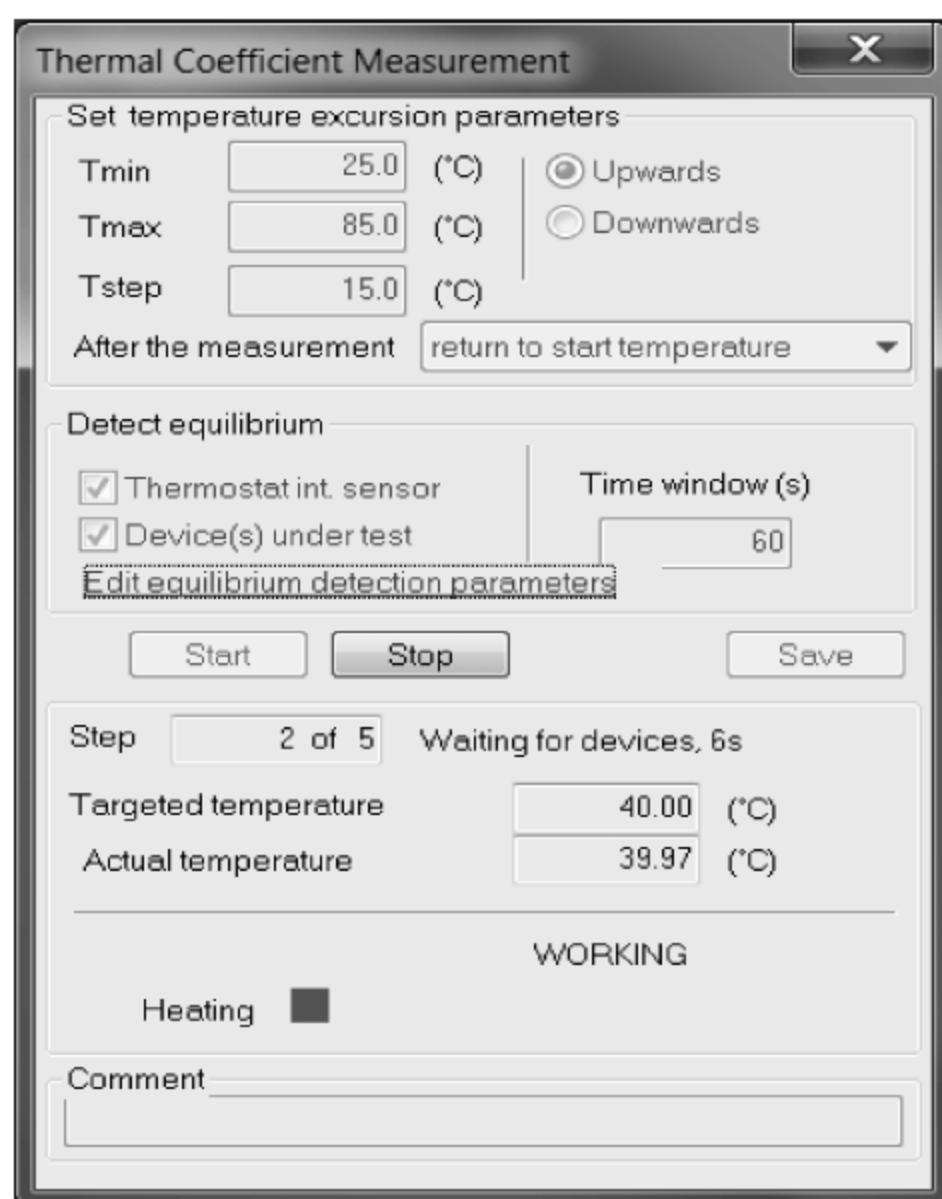 Thermal Coefficient Measurement X
Set temperature excursion parameters
Tmin 25.0 (°C) Upwards
Tmax 85.0 (°C) Downwards
Tstep 15.0 (°C)
After the measurement return to start temperature
Detect equilibrium
Thermostat int. sensor Time window (s)
Device(s) under test 60
Edit equilibrium detection parameters
Start Stop Save
Step 2 of 5 Waiting for devices, 6s
Targeted temperature 40.00 (°C)
Actual temperature 39.97 (°C)
WORKING
Heating
Comment